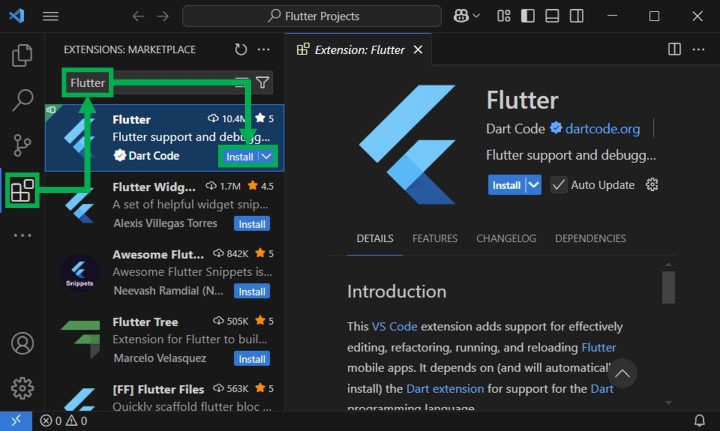 Flutter Projects
EXTENSIONS: MARKETPLACE
Flutter
Flutter 10.4M 5
Flutter support and debugg...
Dart Code Install
Flutter Widg... 1.7M 4.5
A set of helpful widget snip...
Alexis Villegas Torres Install
Awesome Flut... 842K 5
Awesome Flutter Snippets is...
Neevash Ramdial (N... Install
Snippets
Flutter Tree 505K 5
Extension for Flutter to buil...
Marcelo Velasquez Install
[FF] Flutter Files 563K 5
Quickly scaffold flutter bloc ...
Extension: Flutter
Flutter
Dart Code dartcode.org
Flutter support and debugg...
Install Auto Update
DETAILS FEATURES CHANGELOG DEPENDENCIES
Introduction
This VS Code extension adds support for effectively
editing, refactoring, running, and reloading Flutter
mobile apps. It depends on (and will automatically
install) the Dart extension for support for the Dart
programming language.
0 0